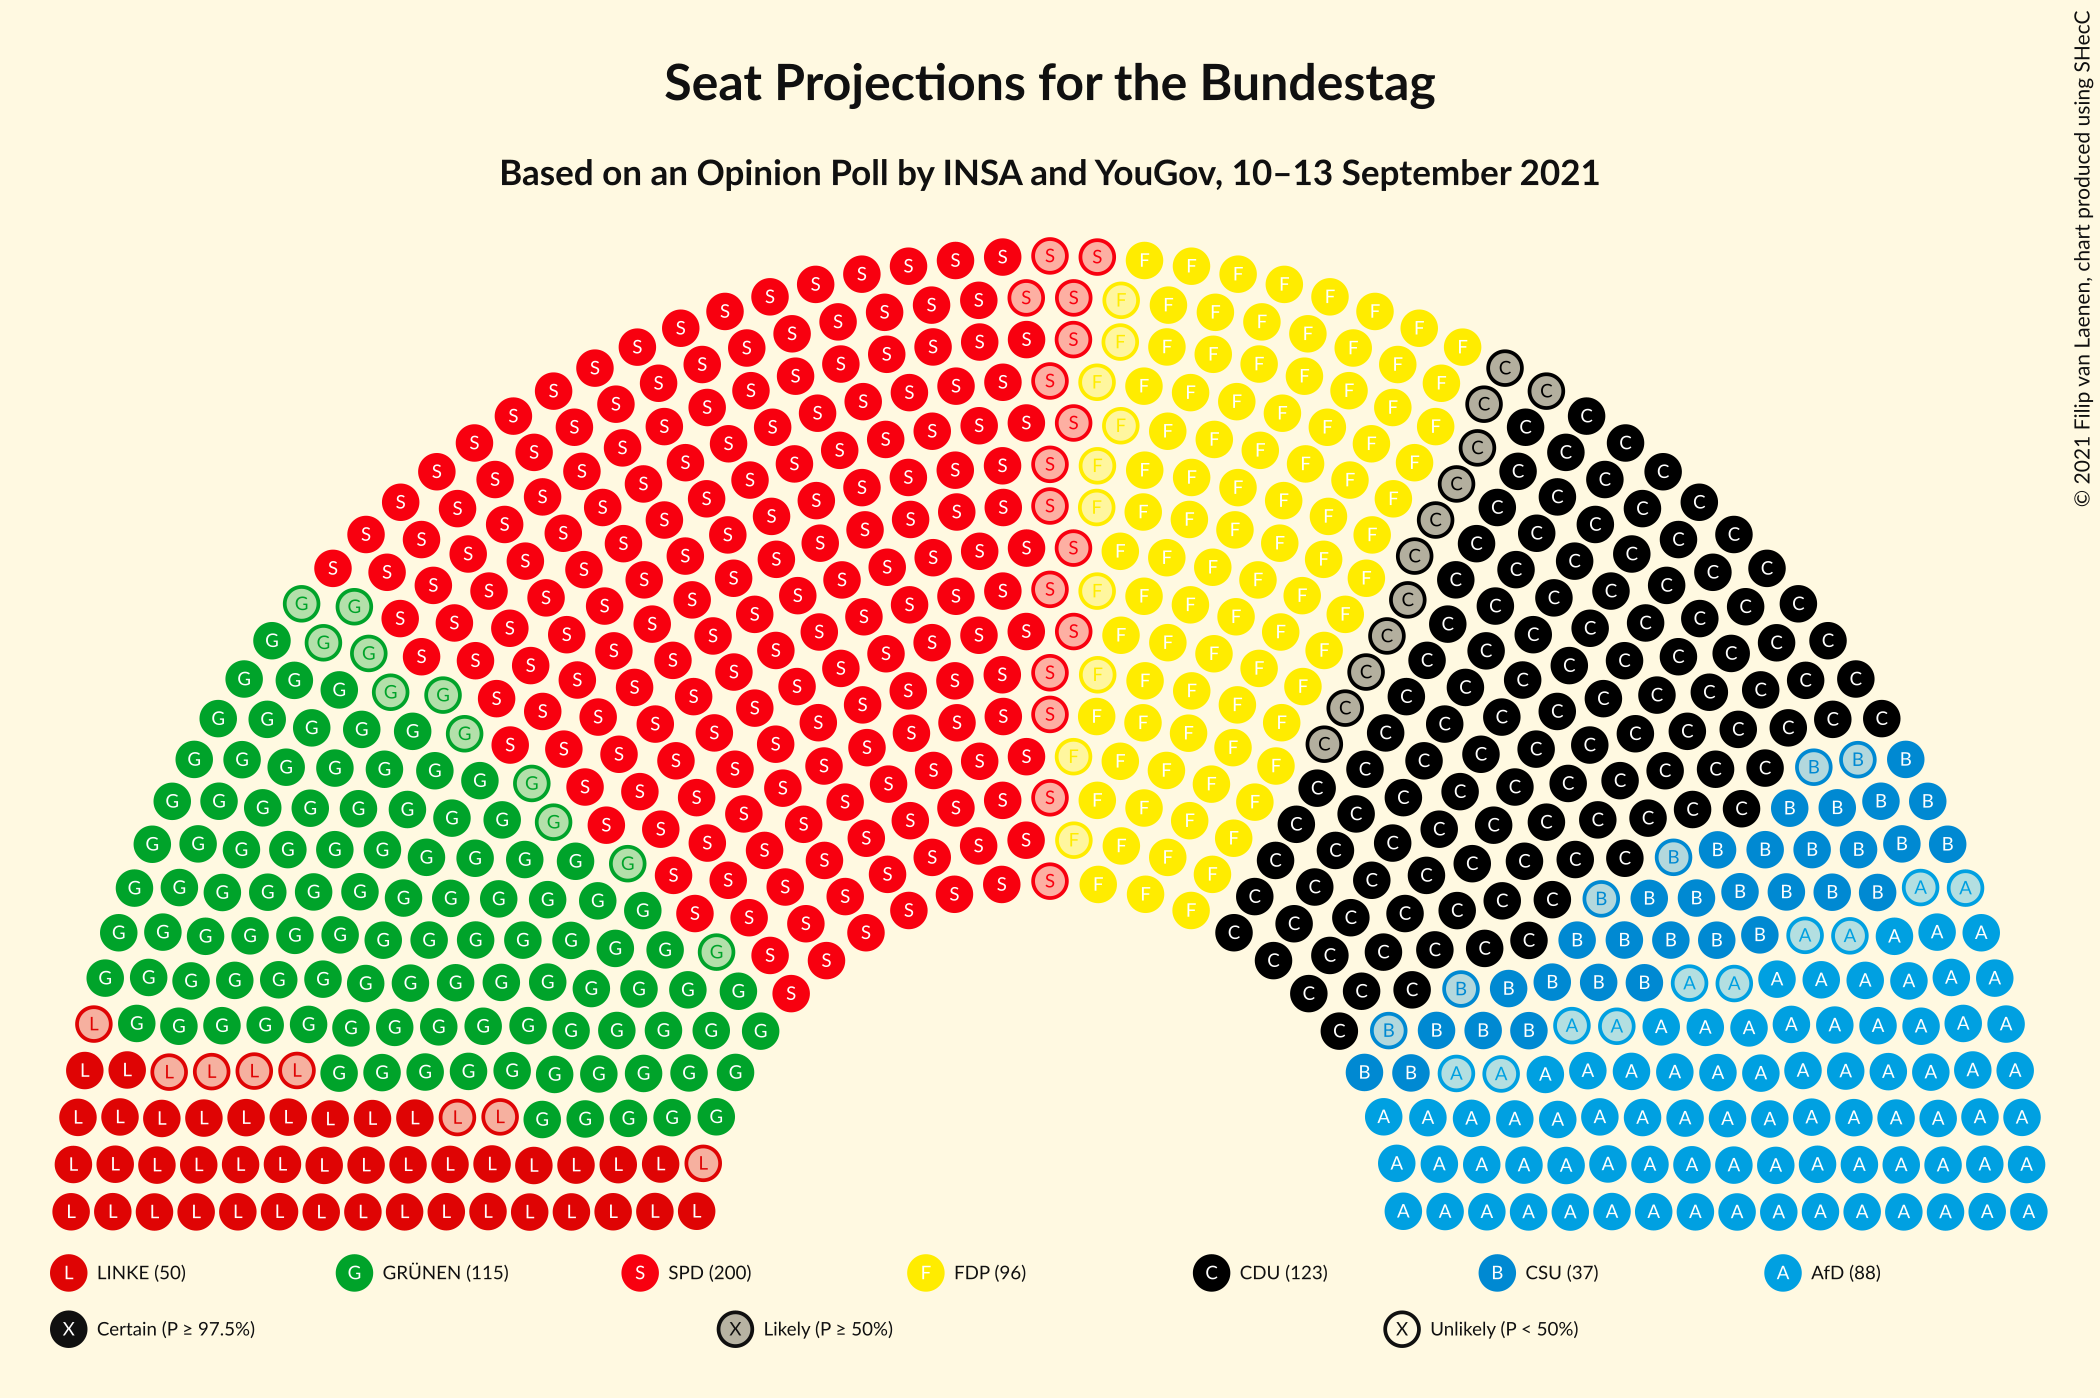 Seat Projections for the Bundestag
Based on an Opinion Poll by INSA and YouGov, 10–13 September 2021
© 2021 Filip van Laenen, chart produced using SHecC
L LINKE (50) G GRÜNEN (115) S SPD (200) F FDP (96) C CDU (123) B CSU (37) A AfD (88)
X Certain (P ≥ 97.5%) X Likely (P ≥ 50%) X Unlikely (P < 50%)